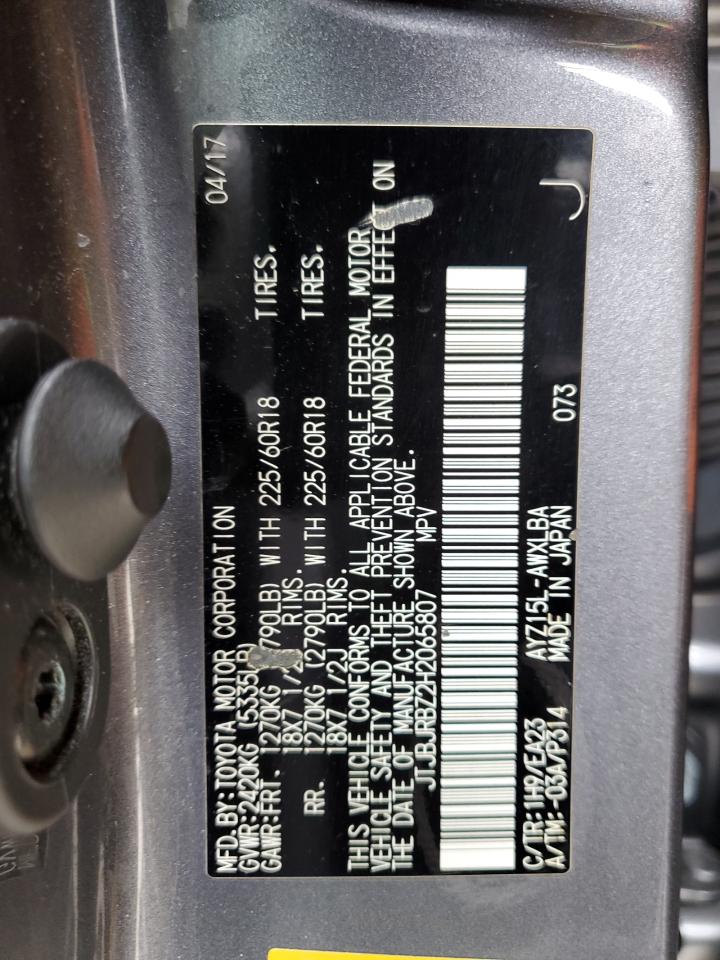 MFD.BY:TOYOTA MOTOR CORPORATION 04/17
GVWR:2420KG (5335LB)
GAWR:FRT. 1270KG (2790LB) WITH 225/60R18 TIRES.
18X7 1/2J RIMS.
RR. 1270KG (2790LB) WITH 225/60R18 TIRES.
18X7 1/2J RIMS.
THIS VEHICLE CONFORMS TO ALL APPLICABLE FEDERAL MOTOR
VEHICLE SAFETY AND THEFT PREVENTION STANDARDS IN EFFECT ON
THE DATE OF MANUFACTURE SHOWN ABOVE.
JTJBJRBZ2H2065807 MPV
C/TR:1H9/EA23 AYZ15L-AWXLBA 073 J
A/TM:-03A/P314 MADE IN JAPAN